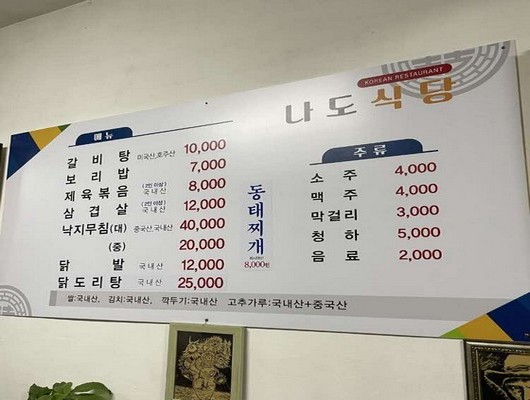 KOREAN RESTAURANT
나도식당
메뉴
갈비탕 미국산,호주산 10,000
보리밥 7,000
제육볶음 (2인 이상) 국내산 8,000
삼겹살 (2인 이상) 국내산 12,000
낙지무침(대) 중국산,국내산 40,000
(중) 20,000
닭발 국내산 12,000
닭도리탕 국내산 25,000
동태찌개
8,000원
주류
소주 4,000
맥주 4,000
막걸리 3,000
청하 5,000
음료 2,000
쌀:국내산, 김치:국내산, 깍두기:국내산 고추가루:국내산+중국산